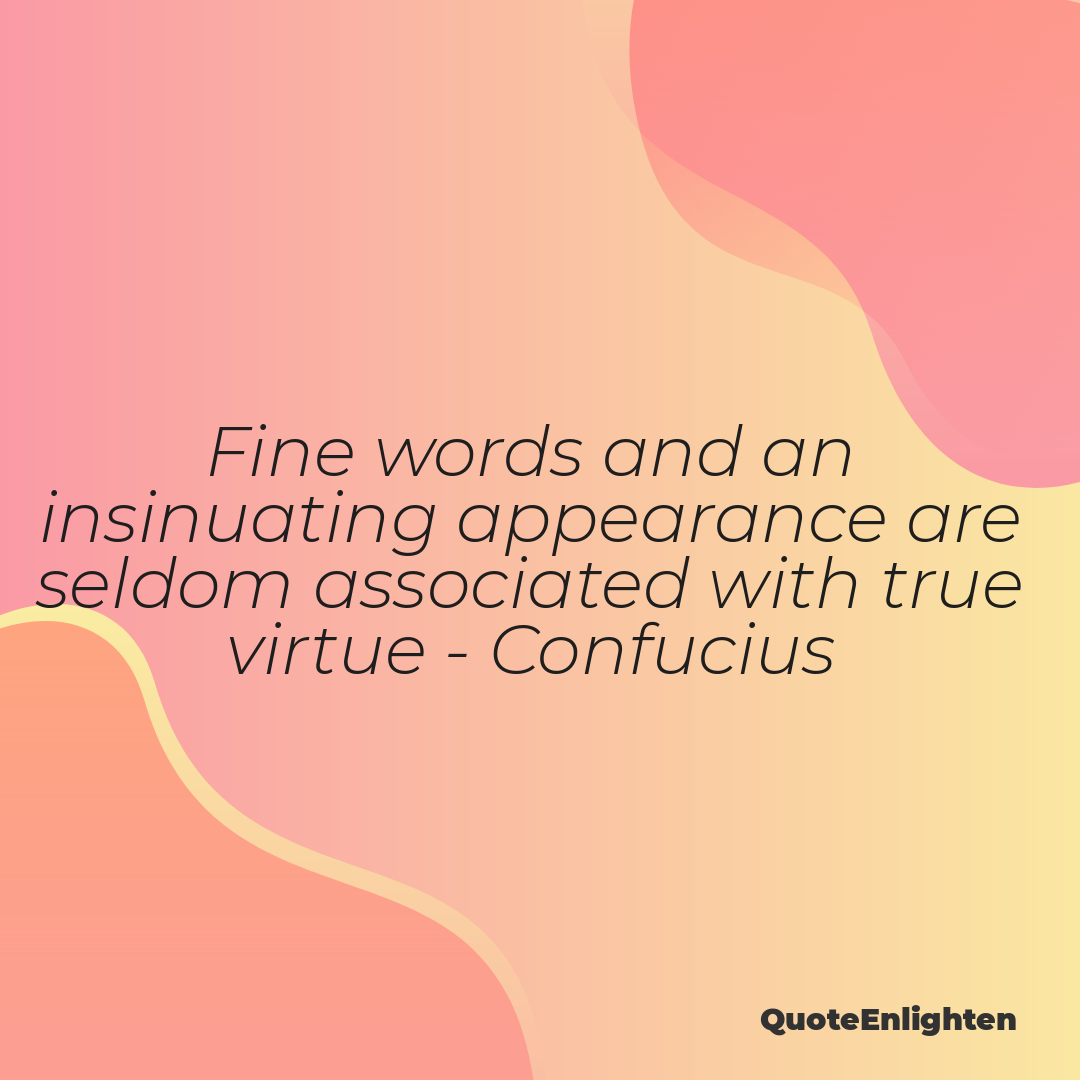 Fine words and an
insinuating appearance are
seldom associated with true
virtue - Confucius
QuoteEnlighten